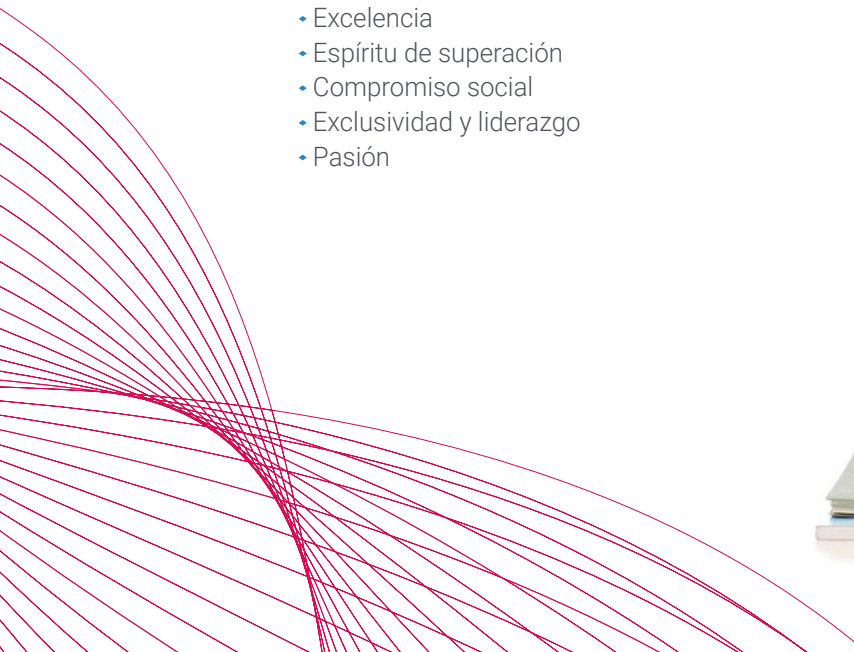 • Excelencia
• Espíritu de superación
• Compromiso social
• Exclusividad y liderazgo
• Pasión